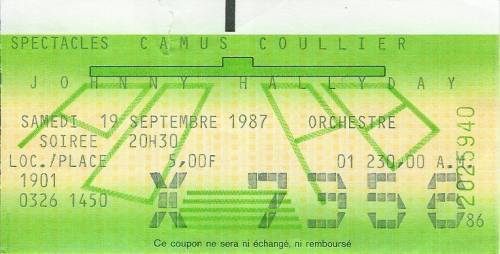 SPECTACLES CAMUS COULLIER
JOHNNY HALLYDAY
SAMEDI 19 SEPTEMBRE 1987 ORCHESTRE
SOIREE 20H30
LOC./PLACE 5,00F 01 230,00 A.T.
1901
0326 1450 X 7356 /86
2025940
Ce coupon ne sera ni échangé, ni remboursé